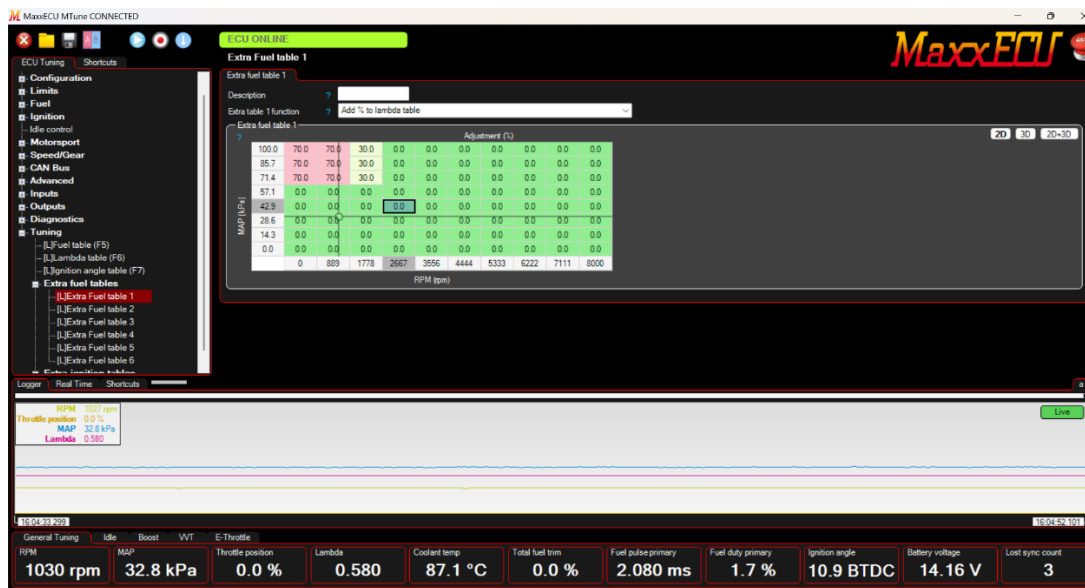 MaxxECU MTune CONNECTED
ECU ONLINE
MaxxECU
ECU Tuning Shortcuts
Configuration
Limits
Fuel
Ignition
Idle control
Motorsport
Speed/Gear
CAN Bus
Advanced
Inputs
Outputs
Diagnostics
Tuning
[L]Fuel table (F5)
[L]Lambda table (F6)
[L]Ignition angle table (F7)
Extra fuel tables
[L]Extra Fuel table 1
[L]Extra Fuel table 2
[L]Extra Fuel table 3
[L]Extra Fuel table 4
[L]Extra Fuel table 5
[L]Extra Fuel table 6
Extra ignition tables
Extra Fuel table 1
Extra fuel table 1
Description ?
Extra table 1 function ? Add % to lambda table
Extra fuel table 1
? Adjustment (%) 2D 3D 2D+3D
MAP [kPa]
100.0 70.0 70.0 30.0 0.0 0.0 0.0 0.0 0.0 0.0 0.0
85.7 70.0 70.0 30.0 0.0 0.0 0.0 0.0 0.0 0.0 0.0
71.4 70.0 70.0 30.0 0.0 0.0 0.0 0.0 0.0 0.0 0.0
57.1 0.0 0.0 0.0 0.0 0.0 0.0 0.0 0.0 0.0 0.0
42.9 0.0 0.0 0.0 0.0 0.0 0.0 0.0 0.0 0.0 0.0
28.6 0.0 0.0 0.0 0.0 0.0 0.0 0.0 0.0 0.0 0.0
14.3 0.0 0.0 0.0 0.0 0.0 0.0 0.0 0.0 0.0 0.0
0.0 0.0 0.0 0.0 0.0 0.0 0.0 0.0 0.0 0.0 0.0
0 889 1778 2667 3556 4444 5333 6222 7111 8000
RPM (rpm)
Logger Real Time Shortcuts a
RPM 1027 rpm
Throttle position 0.0 %
MAP 32.8 kPa
Lambda 0.580
Live
16:04:33.299 16:04:52.101
General Tuning Idle Boost VVT E-Throttle
RPM MAP Throttle position Lambda Coolant temp Total fuel trim Fuel pulse primary Fuel duty primary Ignition angle Battery voltage Lost sync count
1030 rpm 32.8 kPa 0.0 % 0.580 87.1 °C 0.0 % 2.080 ms 1.7 % 10.9 BTDC 14.16 V 3